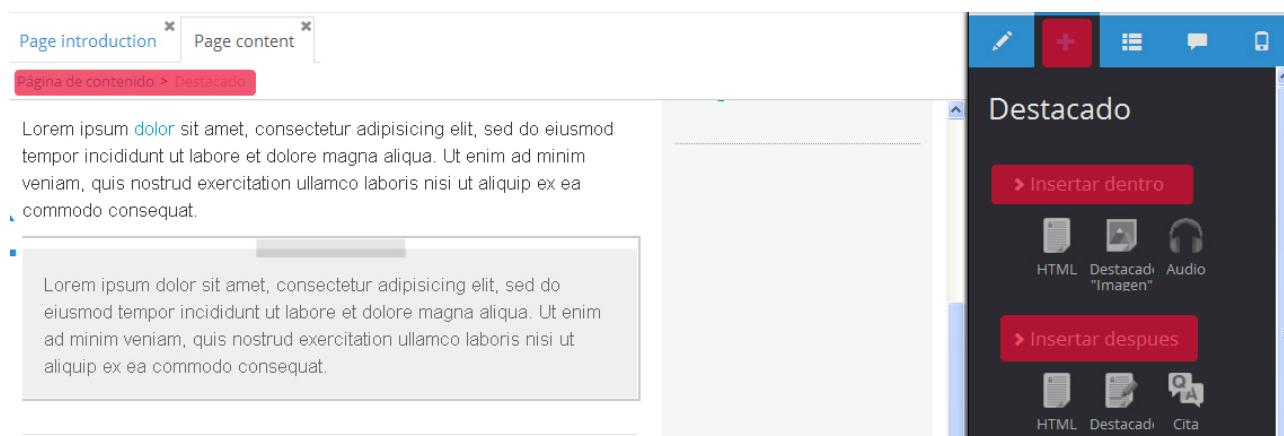 Page introduction
Page content
Página de contenido > Destacado
Lorem ipsum dolor sit amet, consectetur adipisicing elit, sed do eiusmod
tempor incididunt ut labore et dolore magna aliqua. Ut enim ad minim
veniam, quis nostrud exercitation ullamco laboris nisi ut aliquip ex ea
commodo consequat.
Lorem ipsum dolor sit amet, consectetur adipisicing elit, sed do
eiusmod tempor incididunt ut labore et dolore magna aliqua. Ut enim
ad minim veniam, quis nostrud exercitation ullamco laboris nisi ut
aliquip ex ea commodo consequat.
Destacado
Insertar dentro
HTML Destacad Audio
"Imagen"
Insertar despues
Q A
HTML Destacad Cita